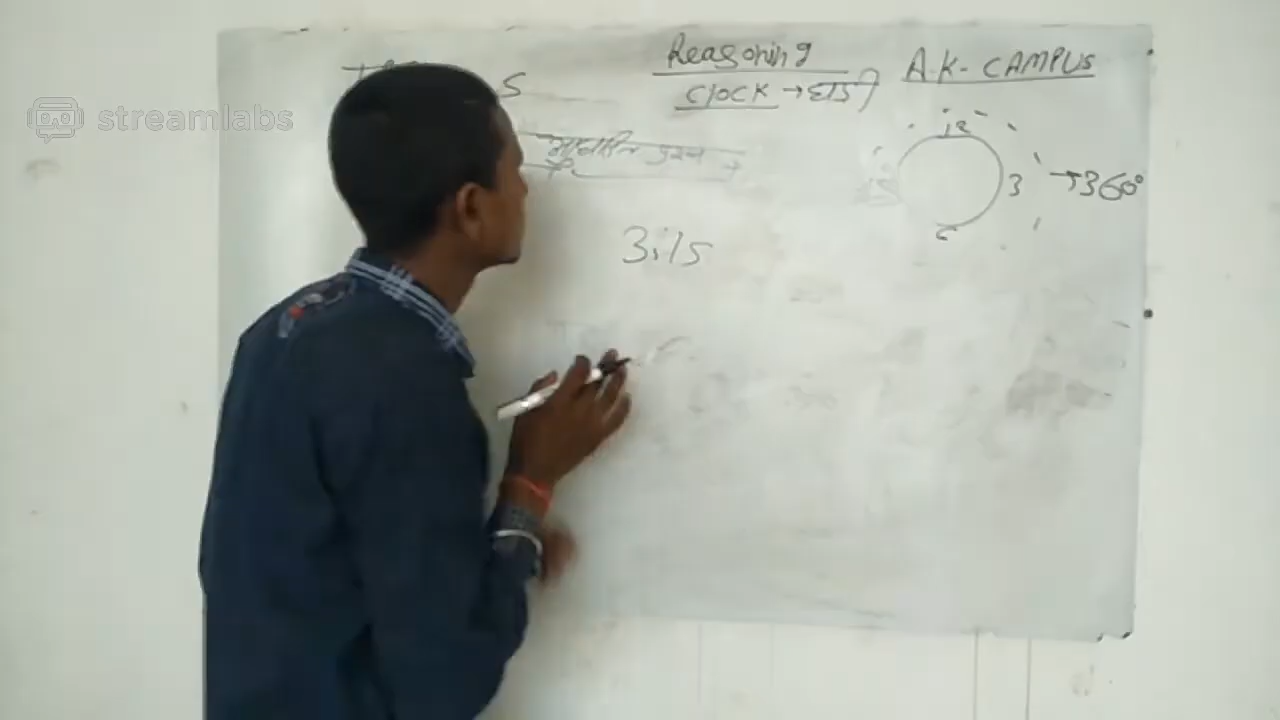 streamlabs
Reasoning
A.K- CAMPUS
S
CLOCK → घड़ी
12
3 → 360°
3:15